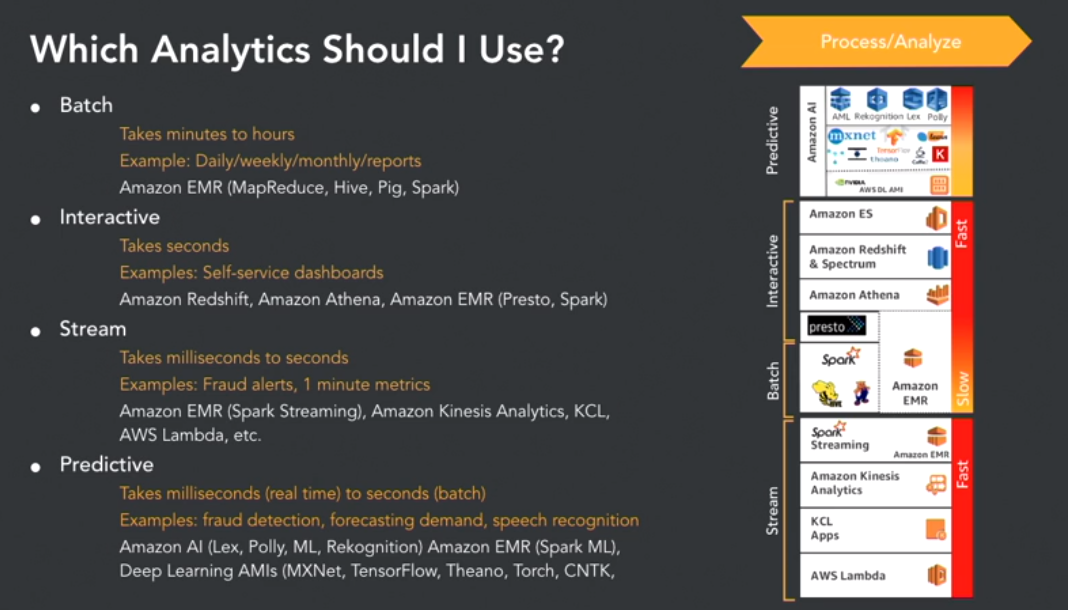 Which Analytics Should I Use?
• Batch
Takes minutes to hours
Example: Daily/weekly/monthly/reports
Amazon EMR (MapReduce, Hive, Pig, Spark)
• Interactive
Takes seconds
Examples: Self-service dashboards
Amazon Redshift, Amazon Athena, Amazon EMR (Presto, Spark)
• Stream
Takes milliseconds to seconds
Examples: Fraud alerts, 1 minute metrics
Amazon EMR (Spark Streaming), Amazon Kinesis Analytics, KCL,
AWS Lambda, etc.
• Predictive
Takes milliseconds (real time) to seconds (batch)
Examples: fraud detection, forecasting demand, speech recognition
Amazon AI (Lex, Polly, ML, Rekognition) Amazon EMR (Spark ML),
Deep Learning AMIs (MXNet, TensorFlow, Theano, Torch, CNTK,
Process/Analyze
Predictive
Amazon AI
AML Rekognition Lex Polly
mxnet
TensorFlow
theano
Caffe
K
NVIDIA
AWS DL AMI
Interactive
Amazon ES
Amazon Redshift
& Spectrum
Amazon Athena
presto
Fast
Batch
Spark
HIVE
Amazon
EMR
Slow
Stream
Spark
Streaming
Amazon EMR
Amazon Kinesis
Analytics
KCL
Apps
AWS Lambda
Fast